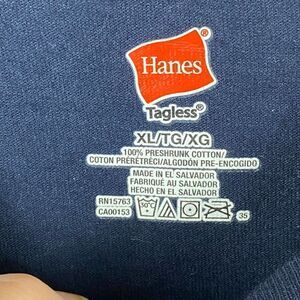 Hanes
Tagless®
XL/TG/XG
100% PRESHRUNK COTTON/
COTON PRÉRÉTRÉCI/ALGODÓN PRE-ENCOGIDO
MADE IN EL SALVADOR
FABRIQUÉ AU SALVADOR
HECHO EN EL SALVADOR
RN15763
CA00153
30°C
35